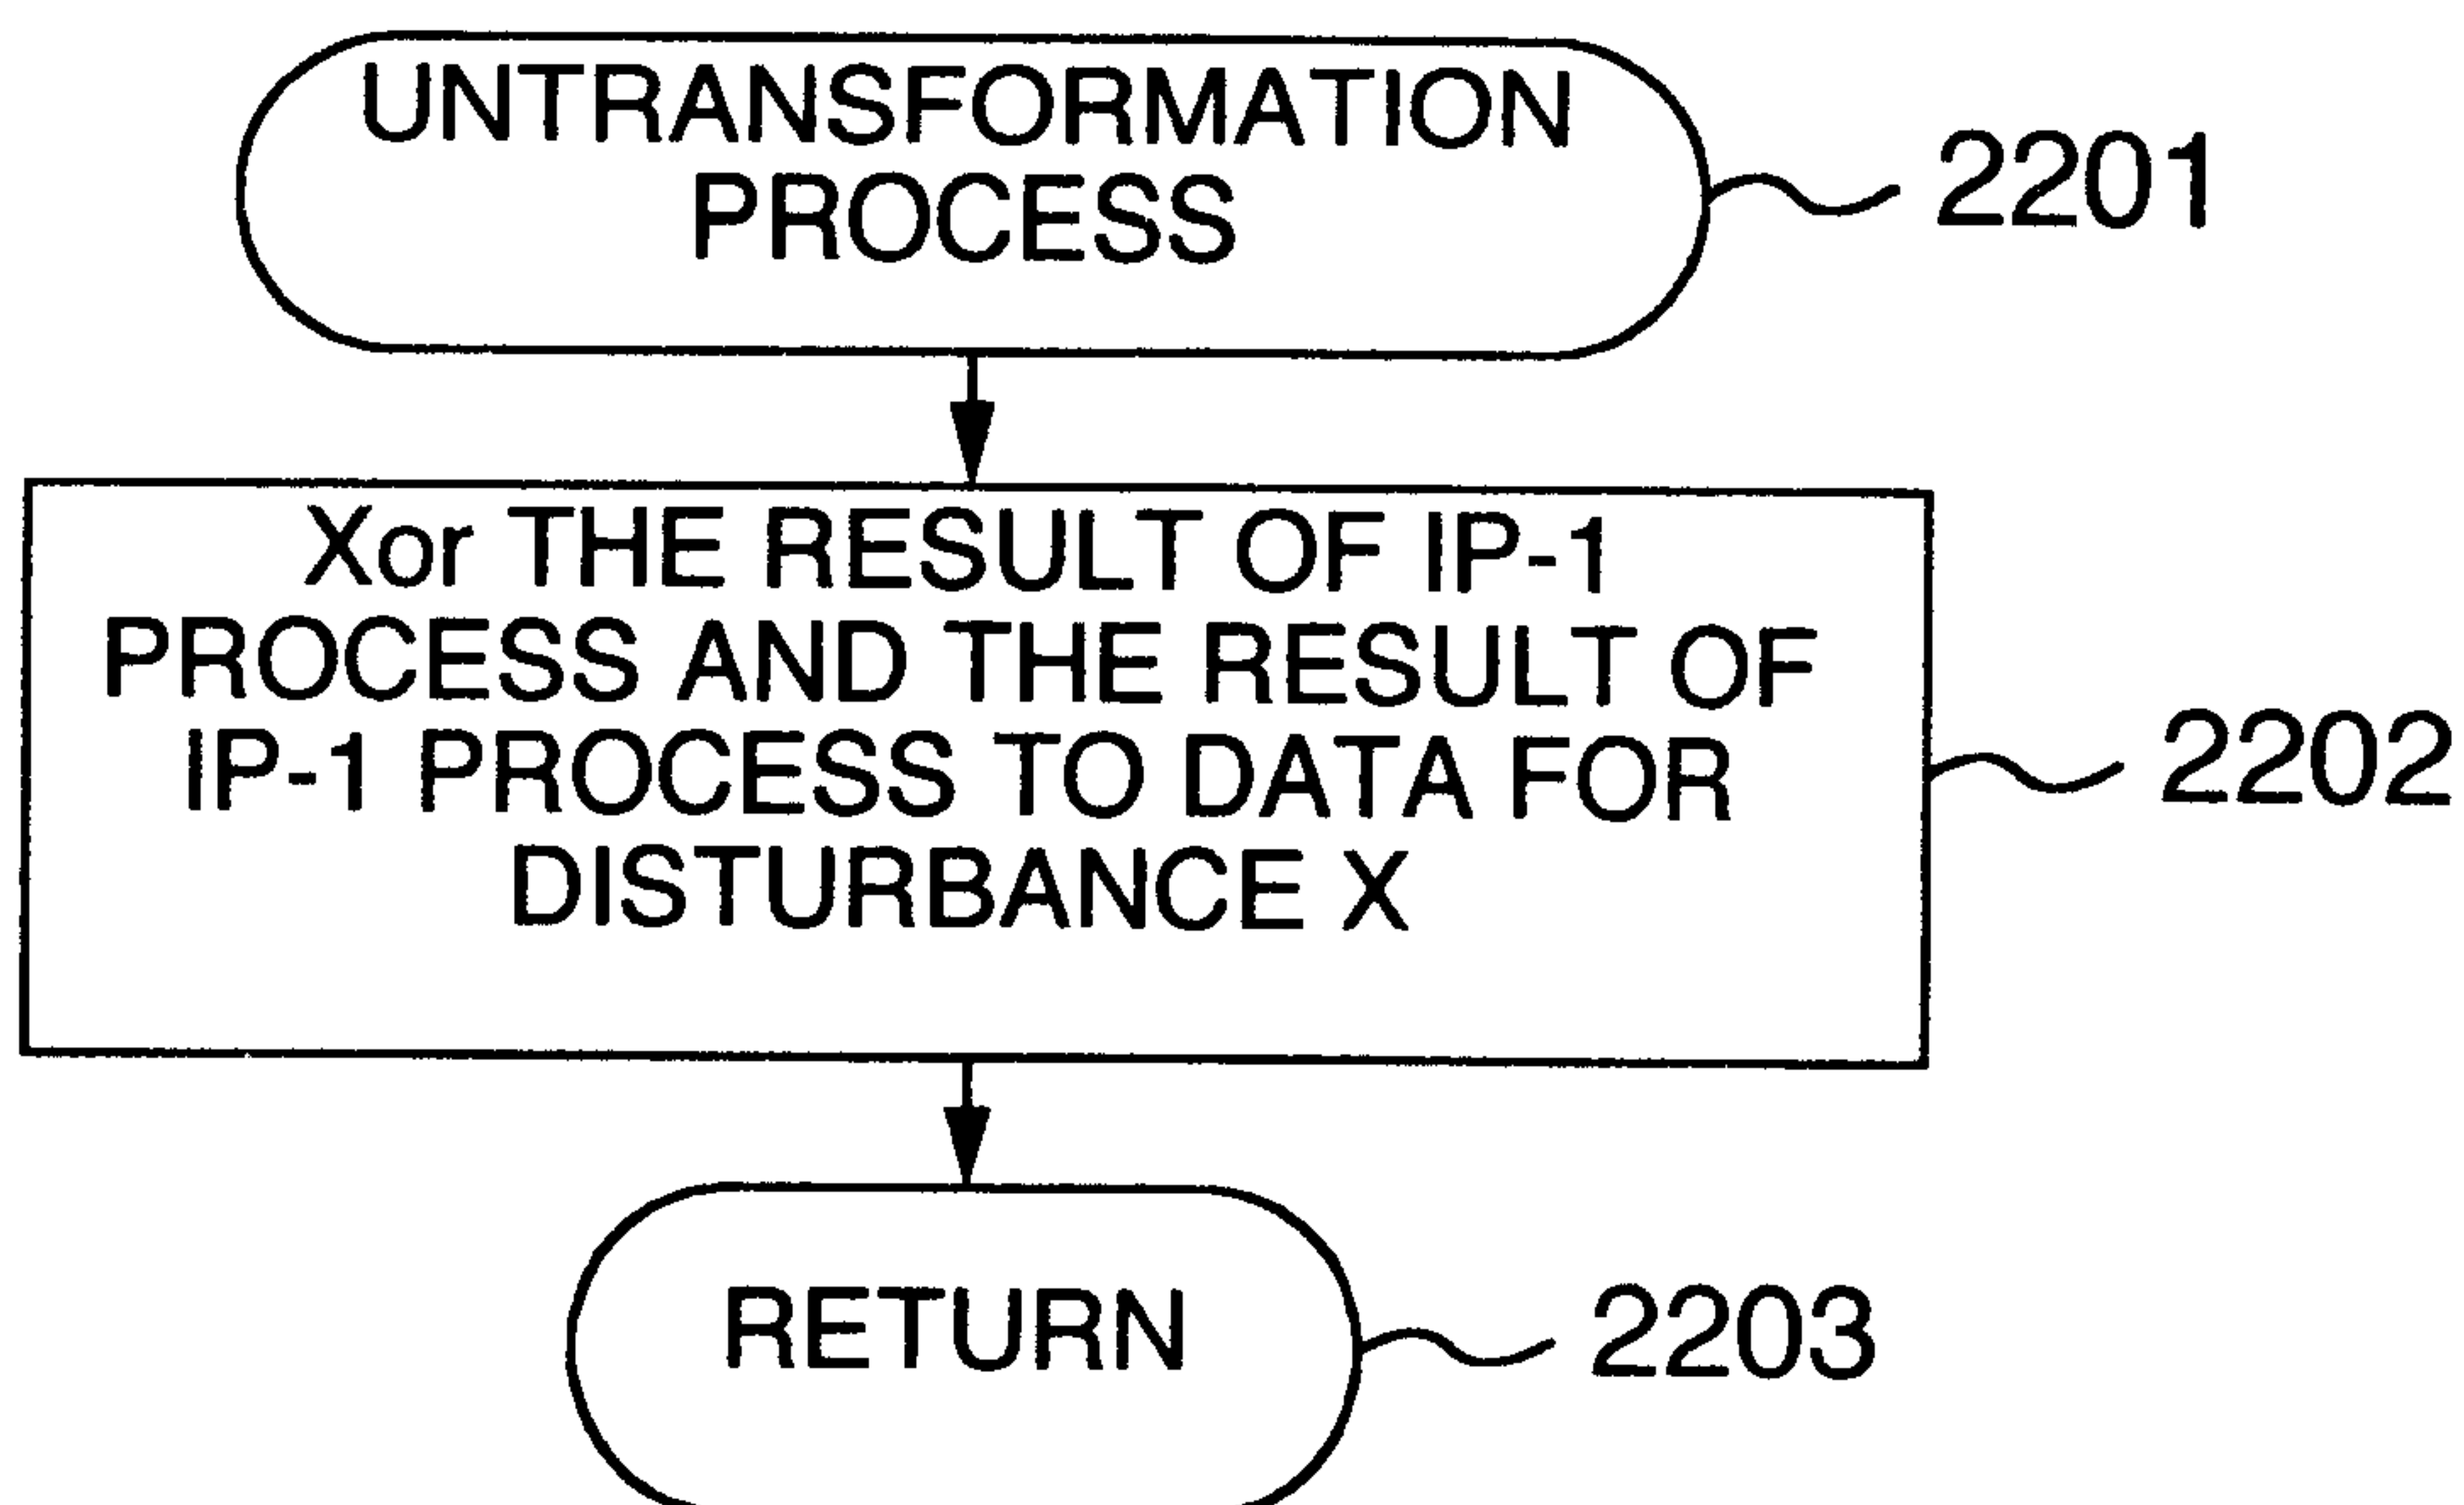 UNTRANSFORMATION
PROCESS
2201
Xor THE RESULT OF IP-1
PROCESS AND THE RESULT OF
IP-1 PROCESS TO DATA FOR
DISTURBANCE X
2202
RETURN
2203